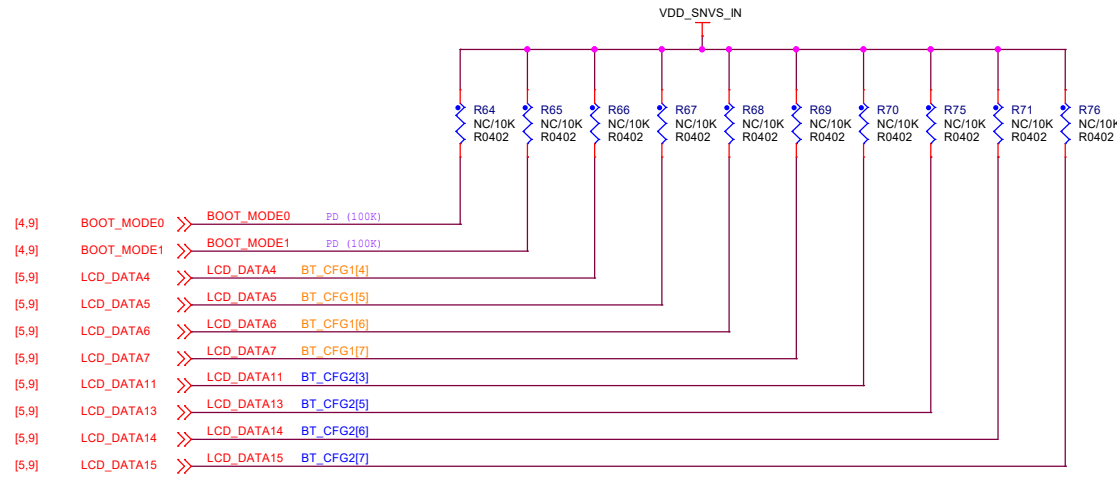 VDD_SNVS_IN
R64 R65 R66 R67 R68 R69 R70 R75 R71 R76
NC/10K NC/10K NC/10K NC/10K NC/10K NC/10K NC/10K NC/10K NC/10K NC/10K
R0402 R0402 R0402 R0402 R0402 R0402 R0402 R0402 R0402 R0402
[4,9] BOOT_MODE0 BOOT_MODE0 PD (100K)
[4,9] BOOT_MODE1 BOOT_MODE1 PD (100K)
[5,9] LCD_DATA4 LCD_DATA4 BT_CFG1[4]
[5,9] LCD_DATA5 LCD_DATA5 BT_CFG1[5]
[5,9] LCD_DATA6 LCD_DATA6 BT_CFG1[6]
[5,9] LCD_DATA7 LCD_DATA7 BT_CFG1[7]
[5,9] LCD_DATA11 LCD_DATA11 BT_CFG2[3]
[5,9] LCD_DATA13 LCD_DATA13 BT_CFG2[5]
[5,9] LCD_DATA14 LCD_DATA14 BT_CFG2[6]
[5,9] LCD_DATA15 LCD_DATA15 BT_CFG2[7]